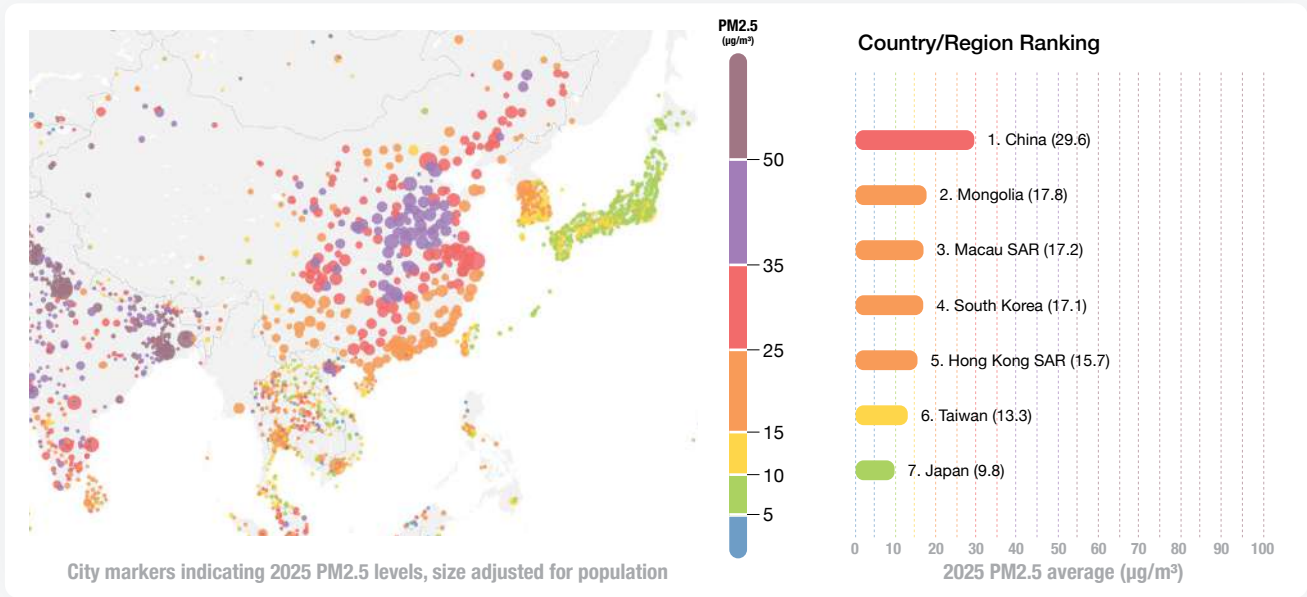 PM2.5
(µg/m³)
50
35
25
15
10
5
City markers indicating 2025 PM2.5 levels, size adjusted for population
Country/Region Ranking
1. China (29.6)
2. Mongolia (17.8)
3. Macau SAR (17.2)
4. South Korea (17.1)
5. Hong Kong SAR (15.7)
6. Taiwan (13.3)
7. Japan (9.8)
0 10 20 30 40 50 60 70 80 90 100
2025 PM2.5 average (µg/m³)